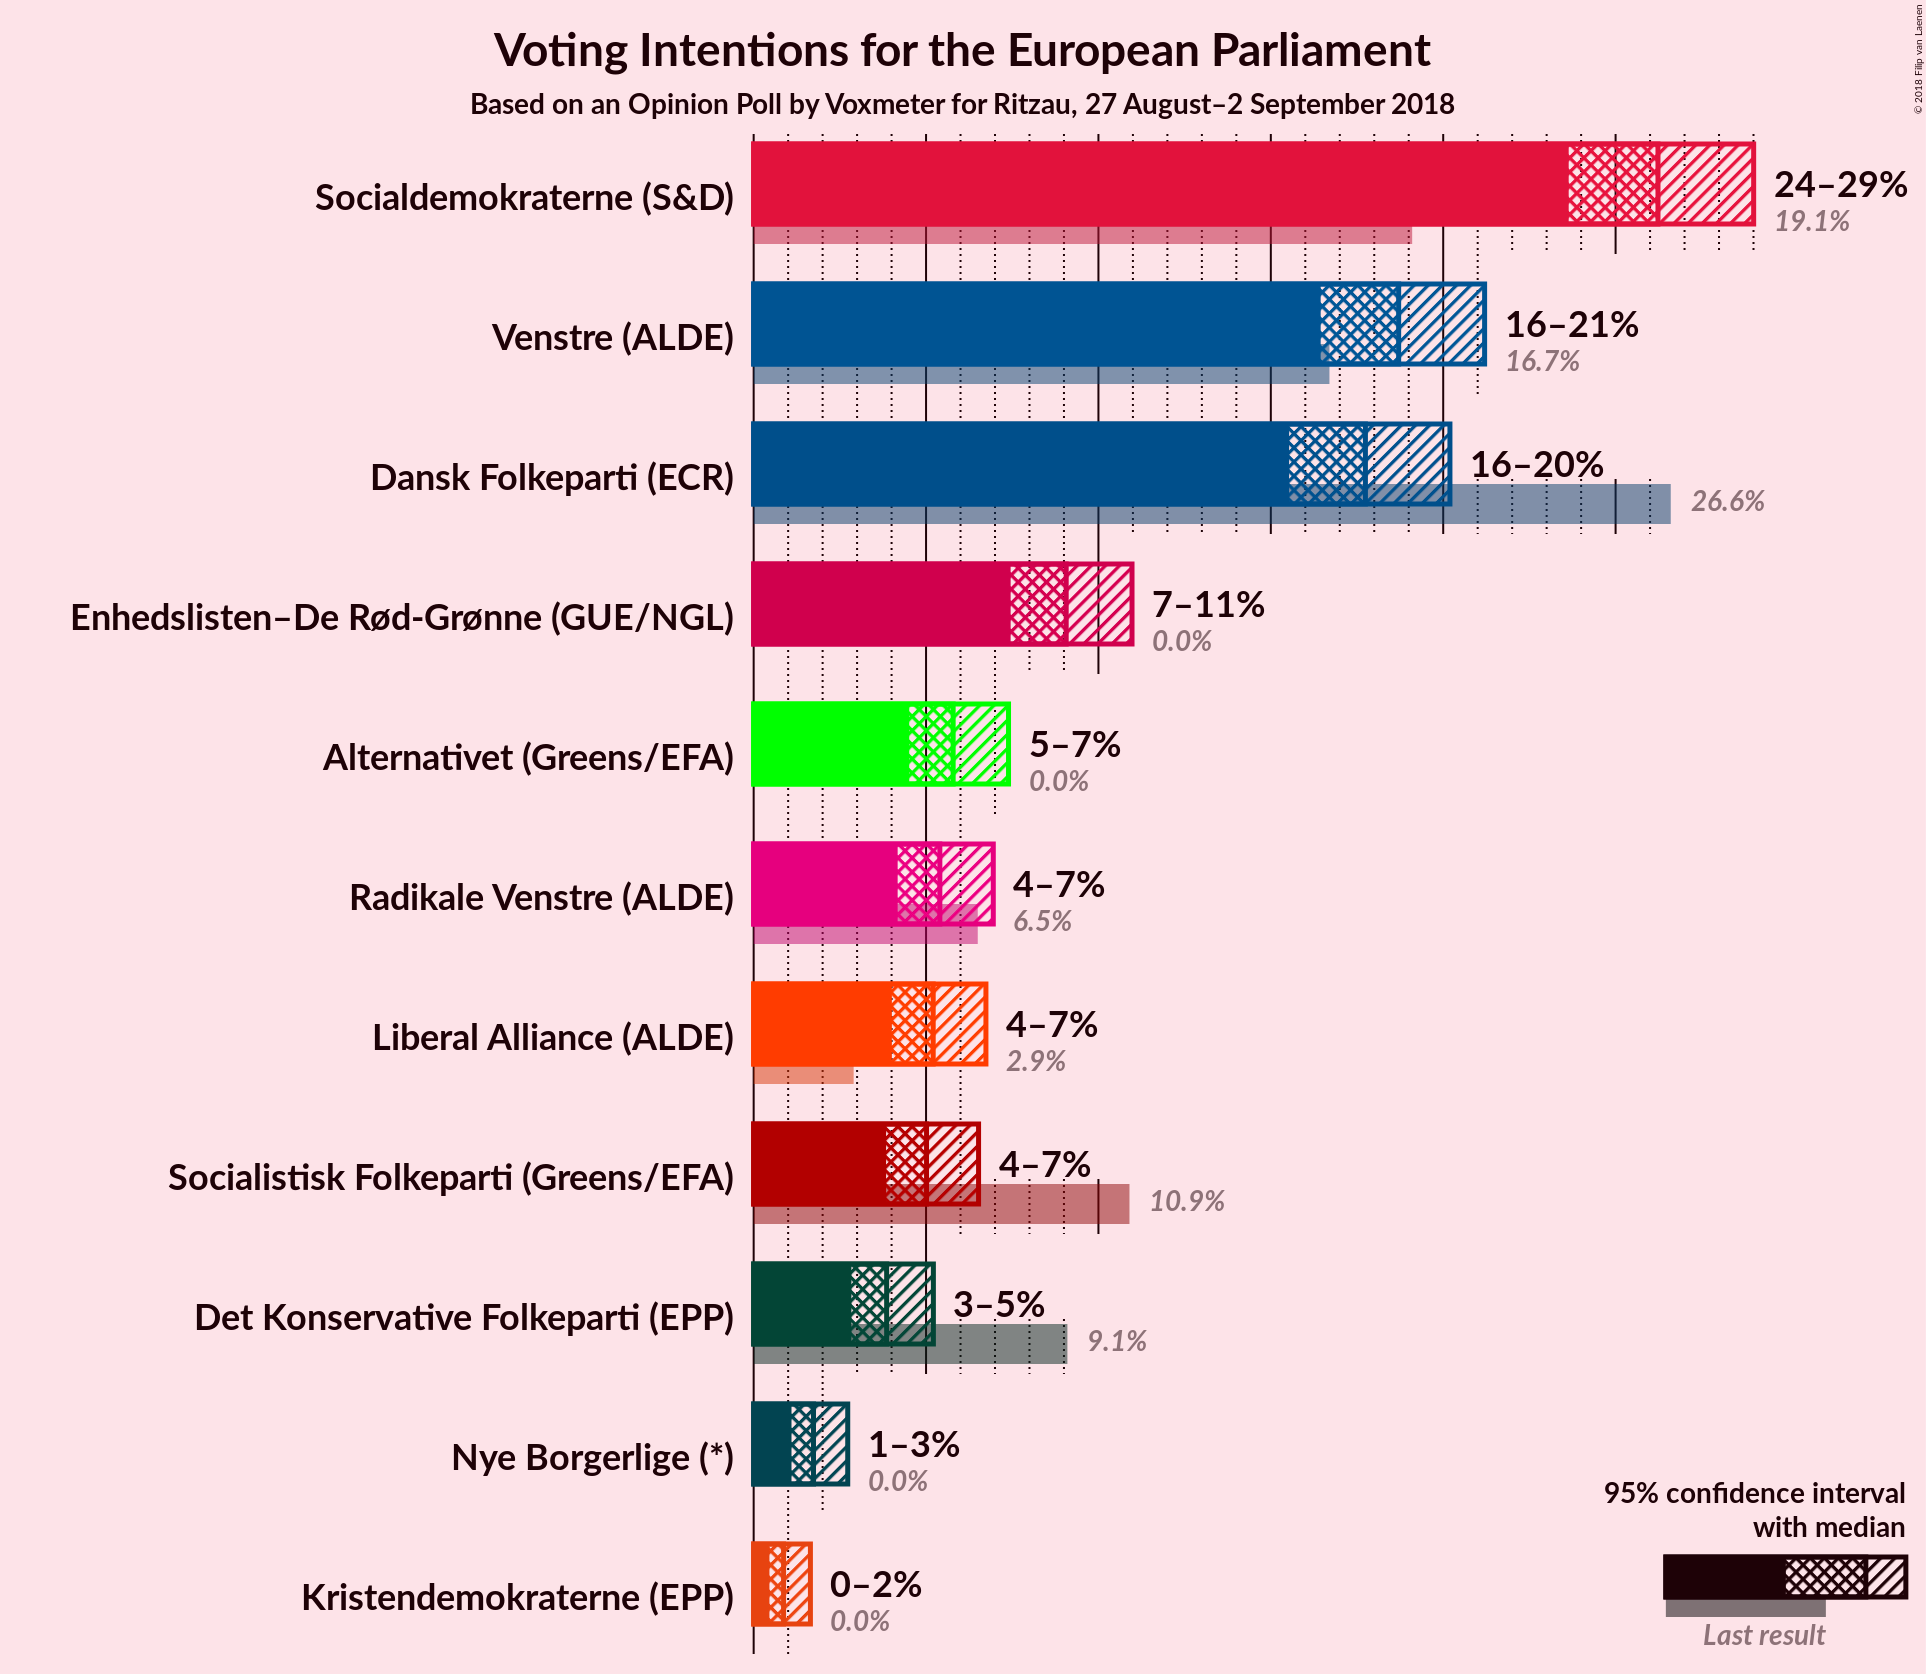 Voting Intentions for the European Parliament
Based on an Opinion Poll by Voxmeter for Ritzau, 27 August–2 September 2018
© 2018 Filip van Laenen
Socialdemokraterne (S&D)
24–29%
19.1%
Venstre (ALDE)
16–21%
16.7%
Dansk Folkeparti (ECR)
16–20%
26.6%
Enhedslisten–De Rød-Grønne (GUE/NGL)
7–11%
0.0%
Alternativet (Greens/EFA)
5–7%
0.0%
Radikale Venstre (ALDE)
4–7%
6.5%
Liberal Alliance (ALDE)
4–7%
2.9%
Socialistisk Folkeparti (Greens/EFA)
4–7%
10.9%
Det Konservative Folkeparti (EPP)
3–5%
9.1%
Nye Borgerlige (*)
1–3%
0.0%
Kristendemokraterne (EPP)
0–2%
0.0%
95% confidence interval
with median
Last result